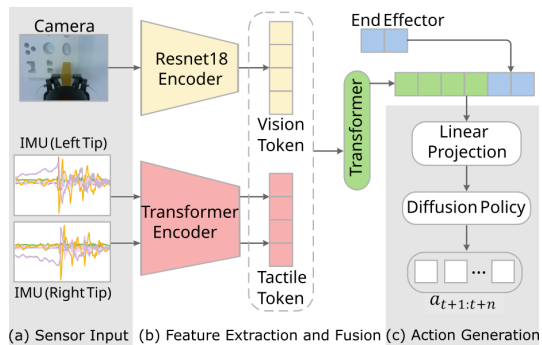 Camera
IMU (Left Tip)
IMU (Right Tip)
(a) Sensor Input
Resnet18
Encoder
Transformer
Encoder
Vision
Token
Tactile
Token
(b) Feature Extraction and Fusion
Transformer
End Effector
Linear
Projection
Diffusion Policy
...
a_{t+1:t+n}
(c) Action Generation